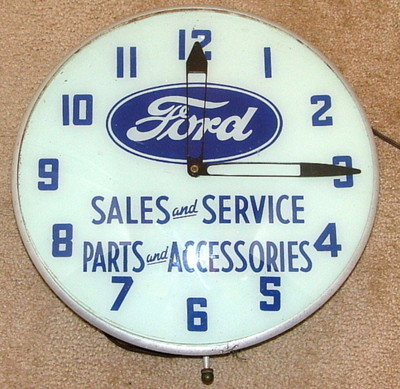 12
11 1
10 2
Ford
9 3
SALES and SERVICE
8 4
PARTS and ACCESSORIES
7 5
6